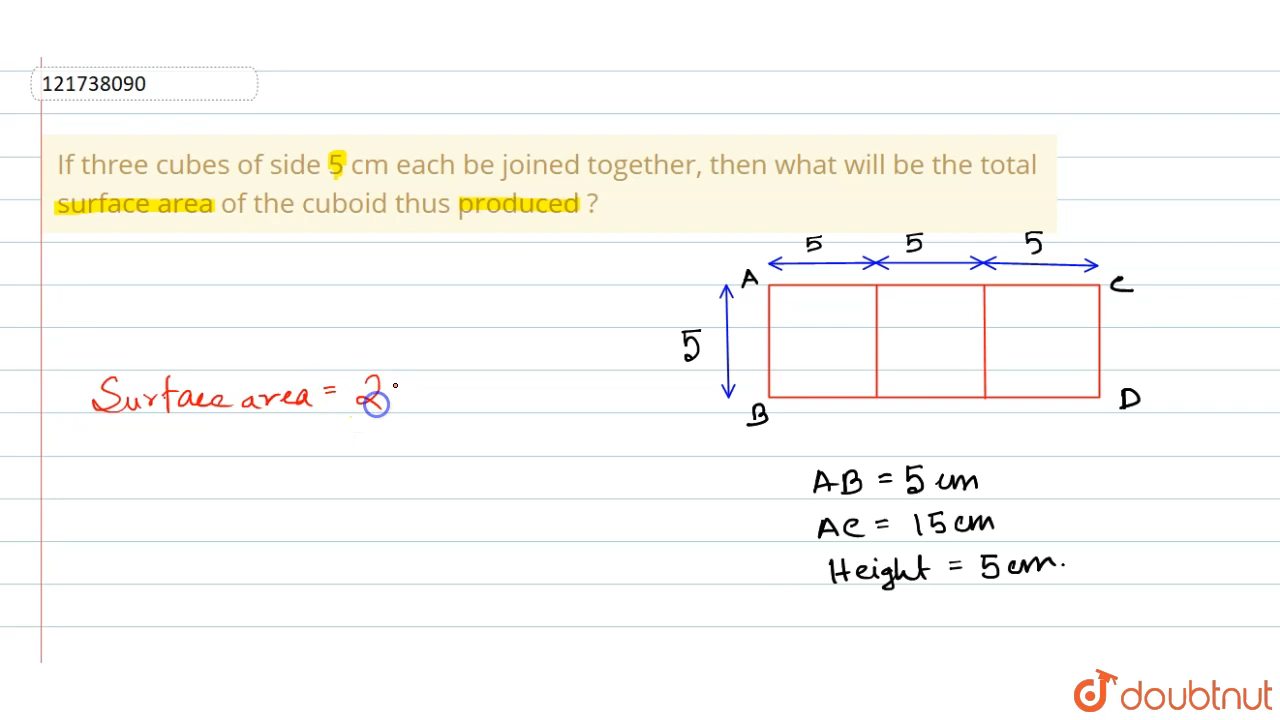 121738090
If three cubes of side 5 cm each be joined together, then what will be the total
surface area of the cuboid thus produced ?
5 5 5
A C
5
Surface area = 2
B D
AB = 5 cm
AC = 15 cm
Height = 5 cm.
doubtnut